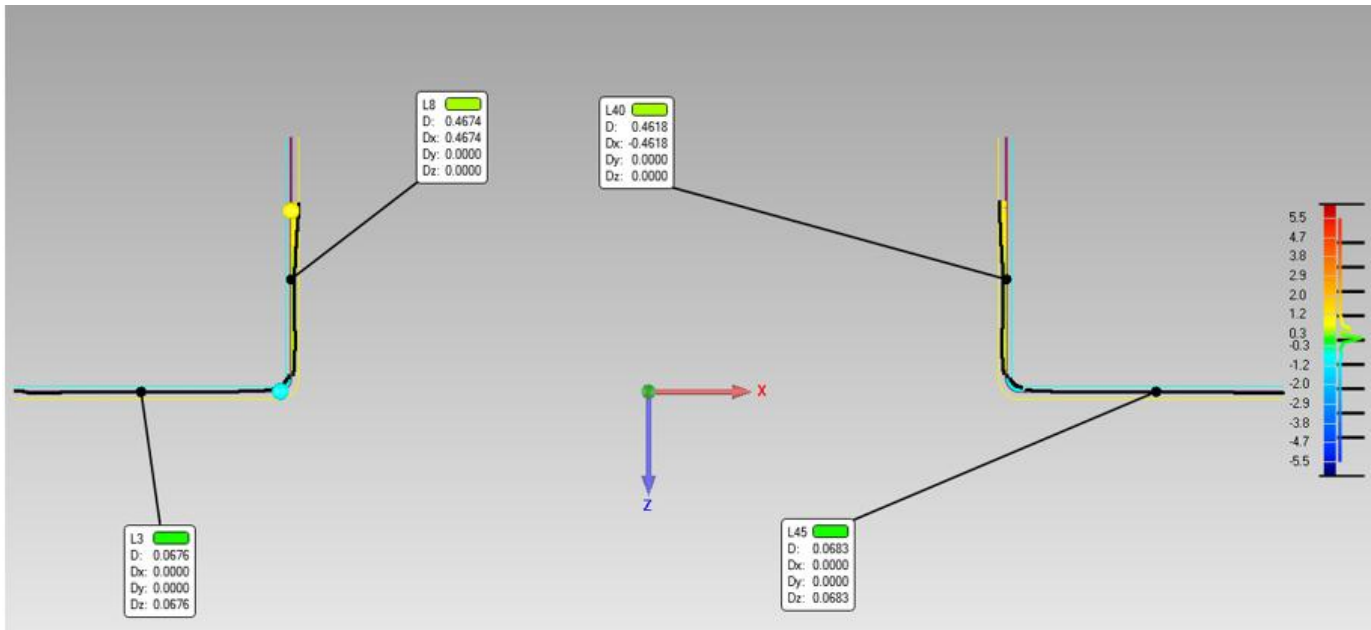 L8
D: 0.4674
Dx: 0.4674
Dy: 0.0000
Dz: 0.0000
L40
D: 0.4618
Dx: -0.4618
Dy: 0.0000
Dz: 0.0000
5.5
4.7
3.8
2.9
2.0
1.2
0.3
-0.3
-1.2
-2.0
-2.9
-3.8
-4.7
-5.5
X
Z
L3
D: 0.0676
Dx: 0.0000
Dy: 0.0000
Dz: 0.0676
L45
D: 0.0683
Dx: 0.0000
Dy: 0.0000
Dz: 0.0683